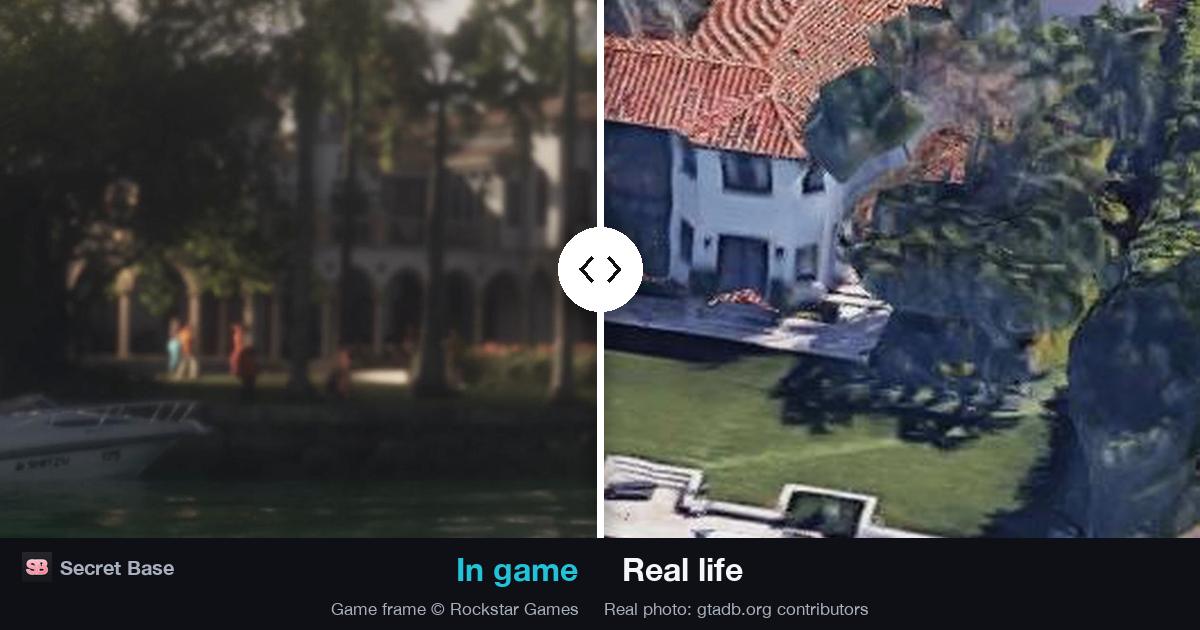 SB Secret Base
In game
Real life
Game frame © Rockstar Games
Real photo: gtadb.org contributors